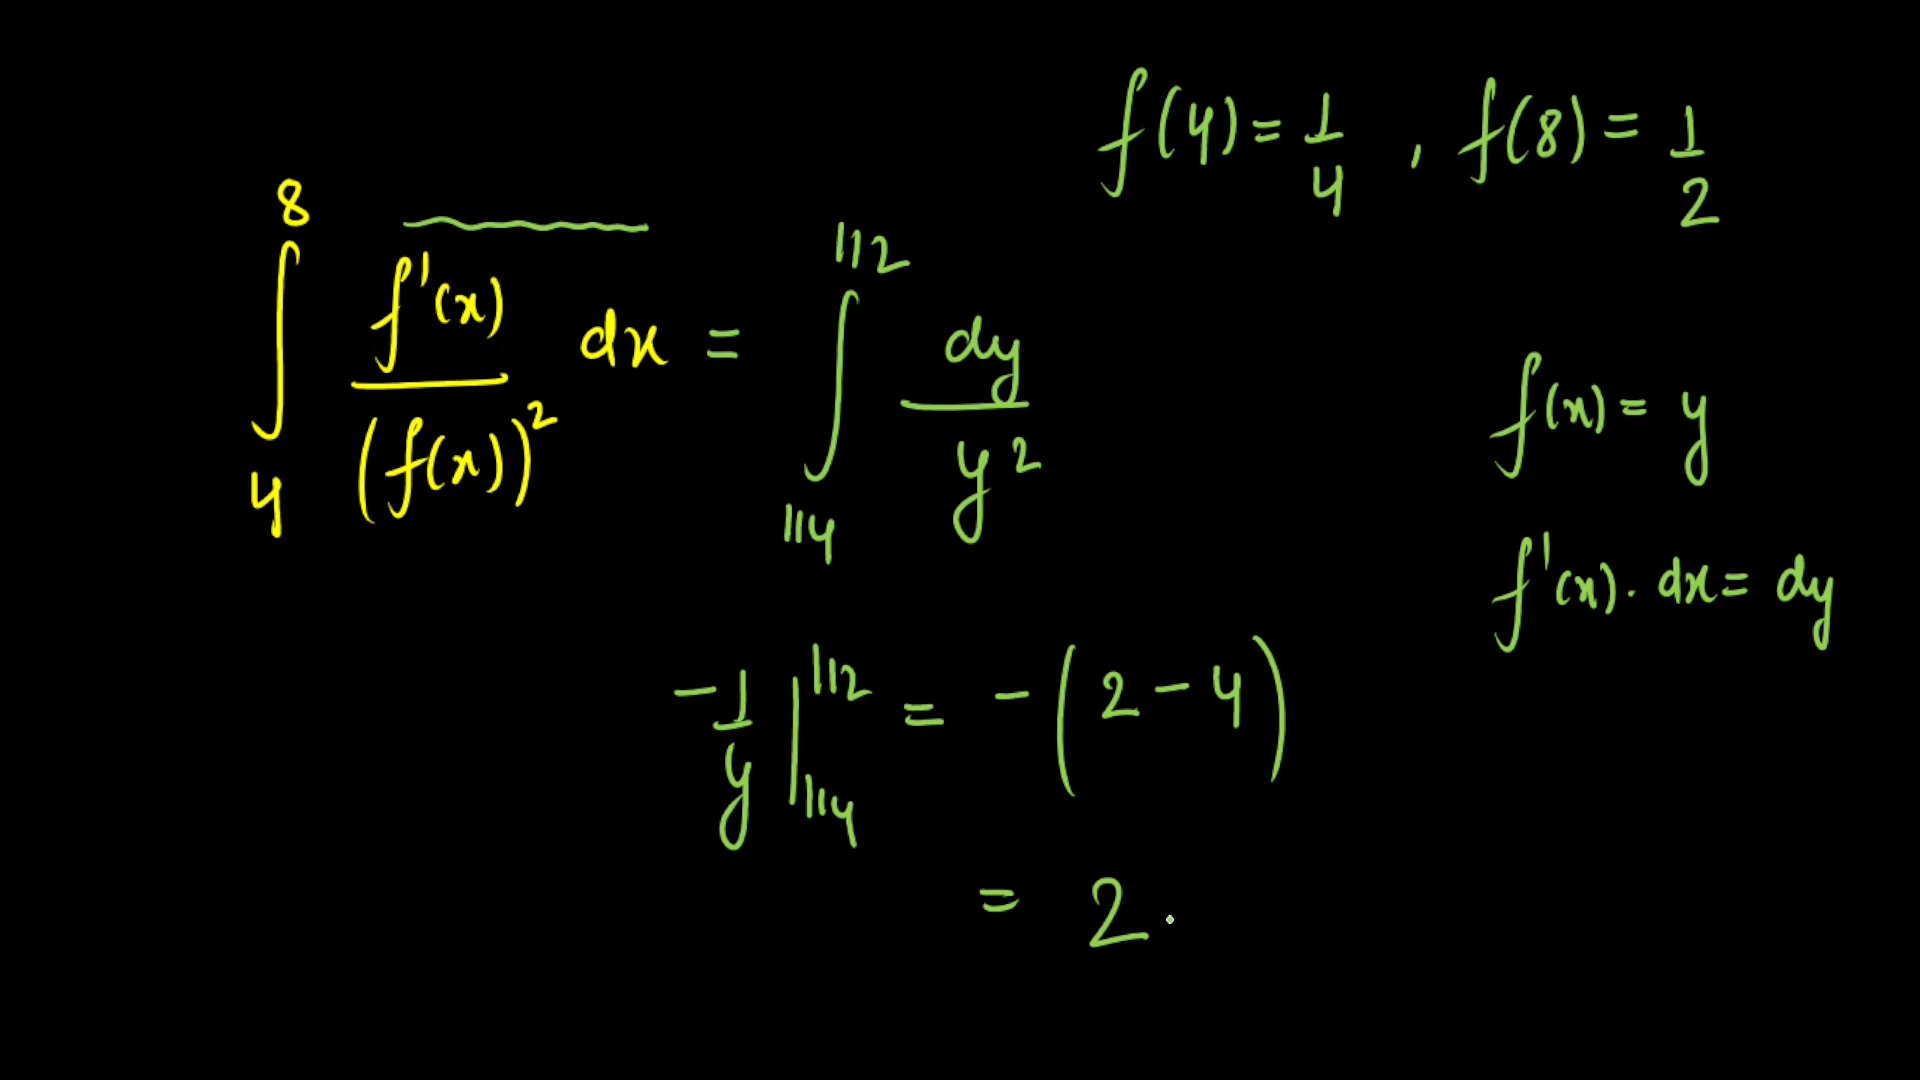 f(4) = 1/4 , f(8) = 1/2
∫_4^8 f'(x)/(f(x))^2 dx = ∫_{1/4}^{1/2} dy/y^2
f(x) = y
f'(x) . dx = dy
-1/y |_{1/4}^{1/2} = - (2 - 4)
= 2 .